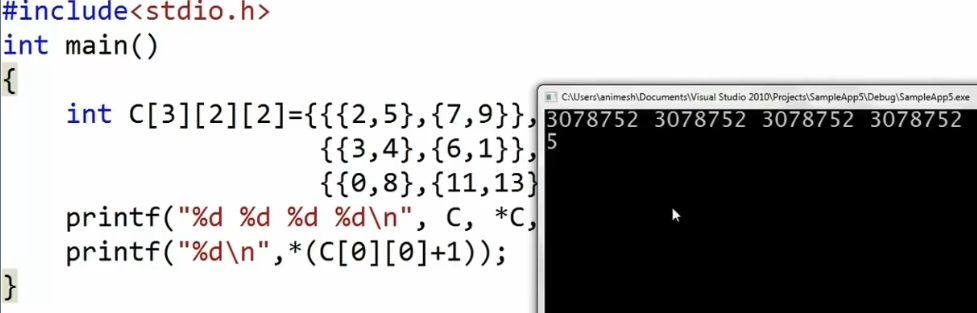 #include<stdio.h>
int main()
{
int C[3][2][2]={{{2,5},{7,9}},
{{3,4},{6,1}},
{{0,8},{11,13}
printf("%d %d %d %d\n", C, *C,
printf("%d\n",*(C[0][0]+1));
}
C:\Users\animesh\Documents\Visual Studio 2010\Projects\SampleApp5\Debug\SampleApp5.exe
3078752 3078752 3078752 3078752
5